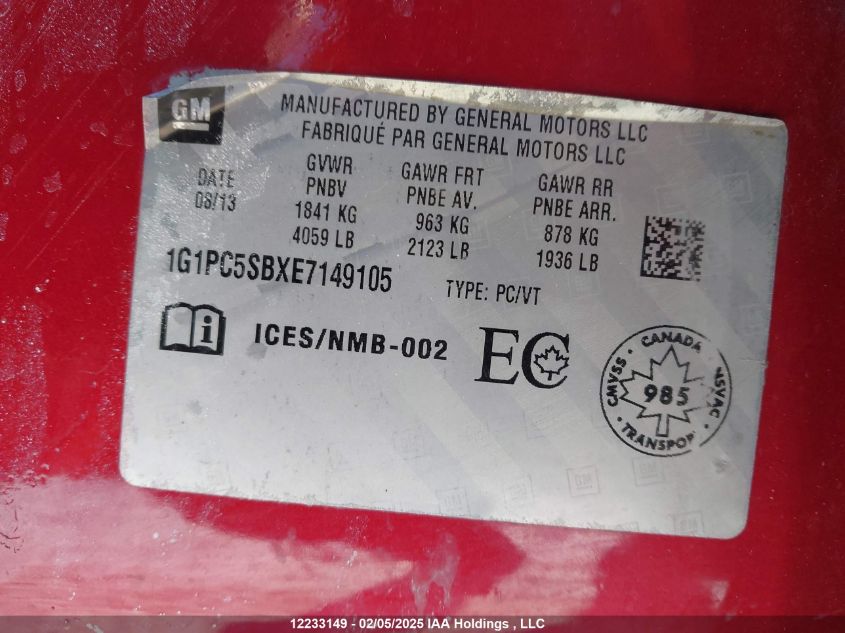 GM
MANUFACTURED BY GENERAL MOTORS LLC
FABRIQUÉ PAR GENERAL MOTORS LLC
DATE GVWR GAWR FRT GAWR RR
08/13 PNBV PNBE AV. PNBE ARR.
1841 KG 963 KG 878 KG
4059 LB 2123 LB 1936 LB
1G1PC5SBXE7149105 TYPE: PC/VT
i ICES/NMB-002 EC
CANADA
CMVSS 985 NSVAC
TRANSPOR
12233149 - 02/05/2025 IAA Holdings , LLC